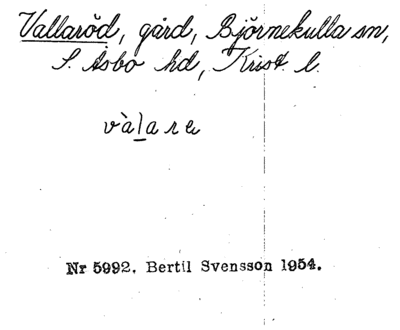 Vallaröd, gård, Björnekulla sn,
S. Åsbo hd, Krist. l.
vàlare
Nr 5992. Bertil Svensson 1954.